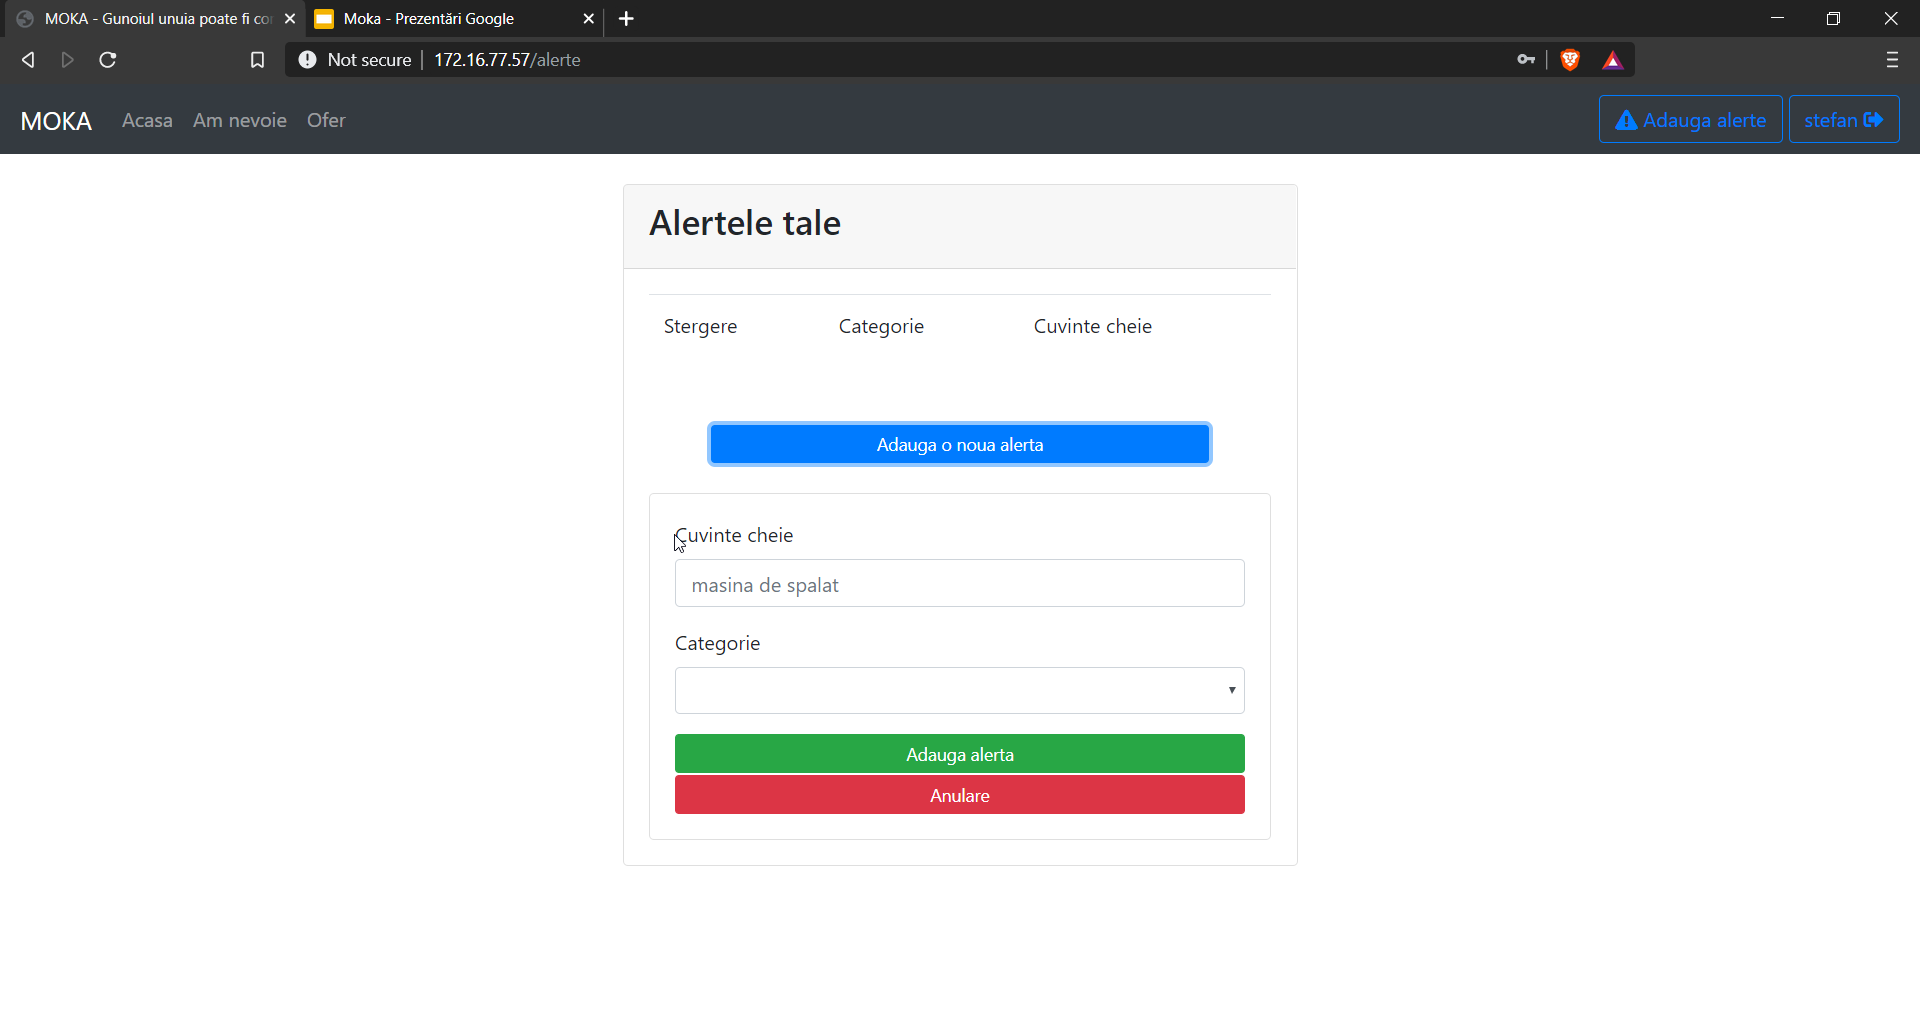 MOKA - Gunoiul unuia poate fi co
Moka - Prezentări Google
Not secure
172.16.77.57/alerte
MOKA
Acasa
Am nevoie
Ofer
Adauga alerte
stefan
Alertele tale
Stergere
Categorie
Cuvinte cheie
Adauga o noua alerta
Cuvinte cheie
masina de spalat
Categorie
Adauga alerta
Anulare